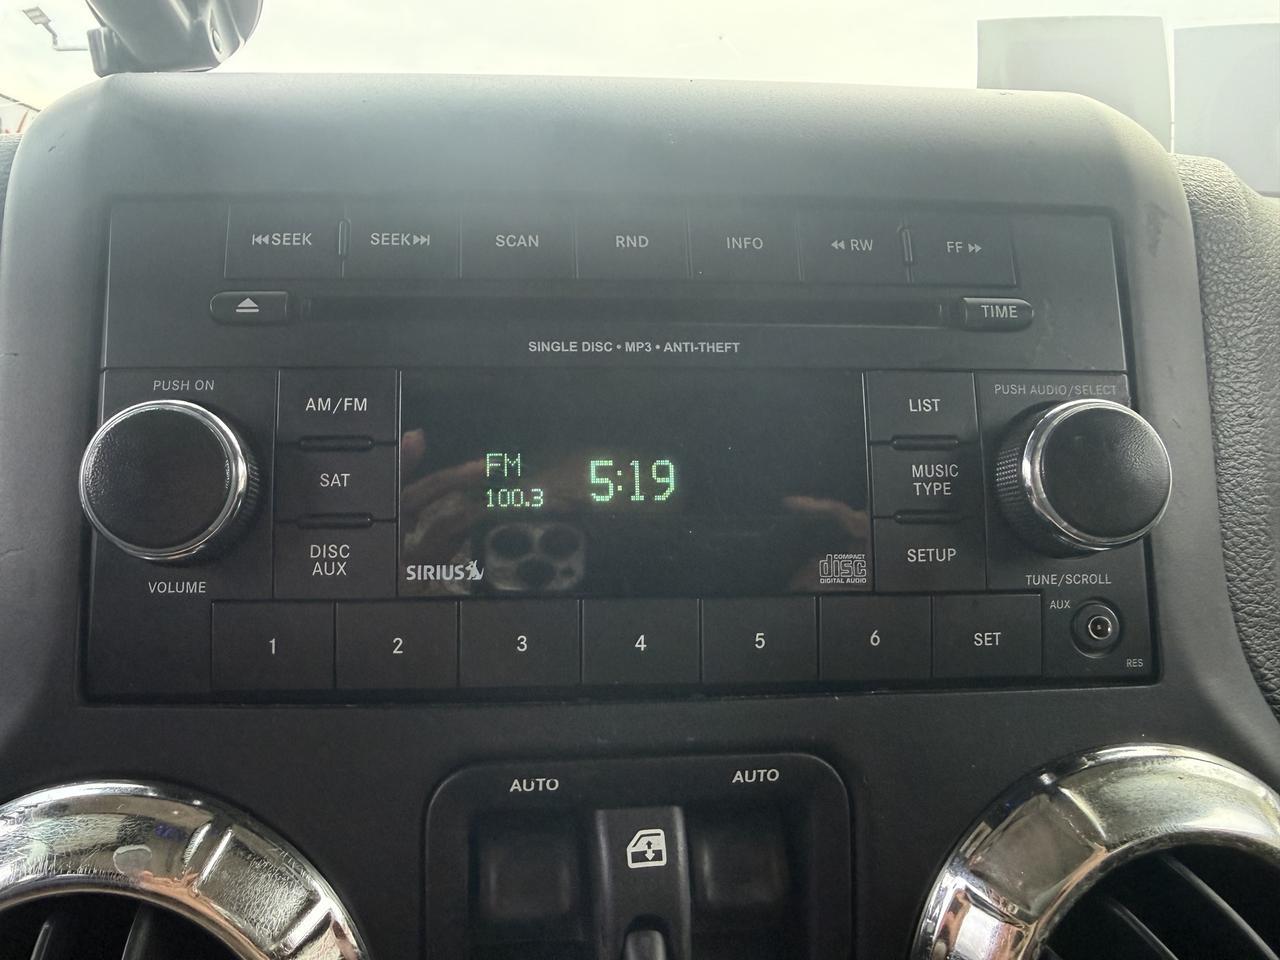 SEEK SEEK SCAN RND INFO RW FF
TIME
SINGLE DISC • MP3 • ANTI-THEFT
PUSH ON
AM/FM
SAT
DISC
AUX
VOLUME
FM
100.3
5:19
SIRIUS
COMPACT
disc
DIGITAL AUDIO
LIST
MUSIC
TYPE
SETUP
PUSH AUDIO/SELECT
TUNE/SCROLL
AUX
RES
1 2 3 4 5 6 SET
AUTO AUTO